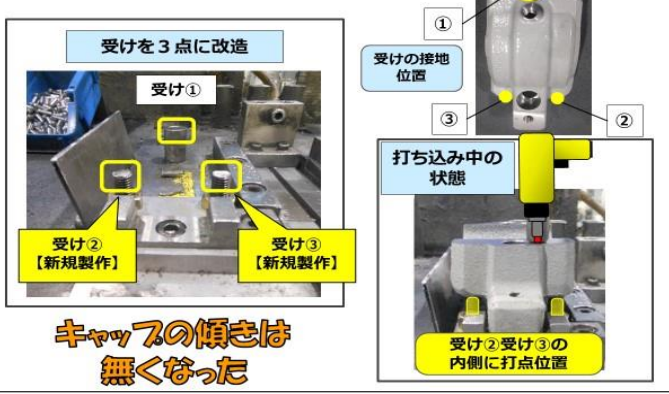 受けを３点に改造
受け①
受け②
【新規製作】
受け③
【新規製作】
キャップの傾きは
無くなった
①
受けの接地
位置
③
②
打ち込み中の
状態
受け②受け③の
内側に打点位置